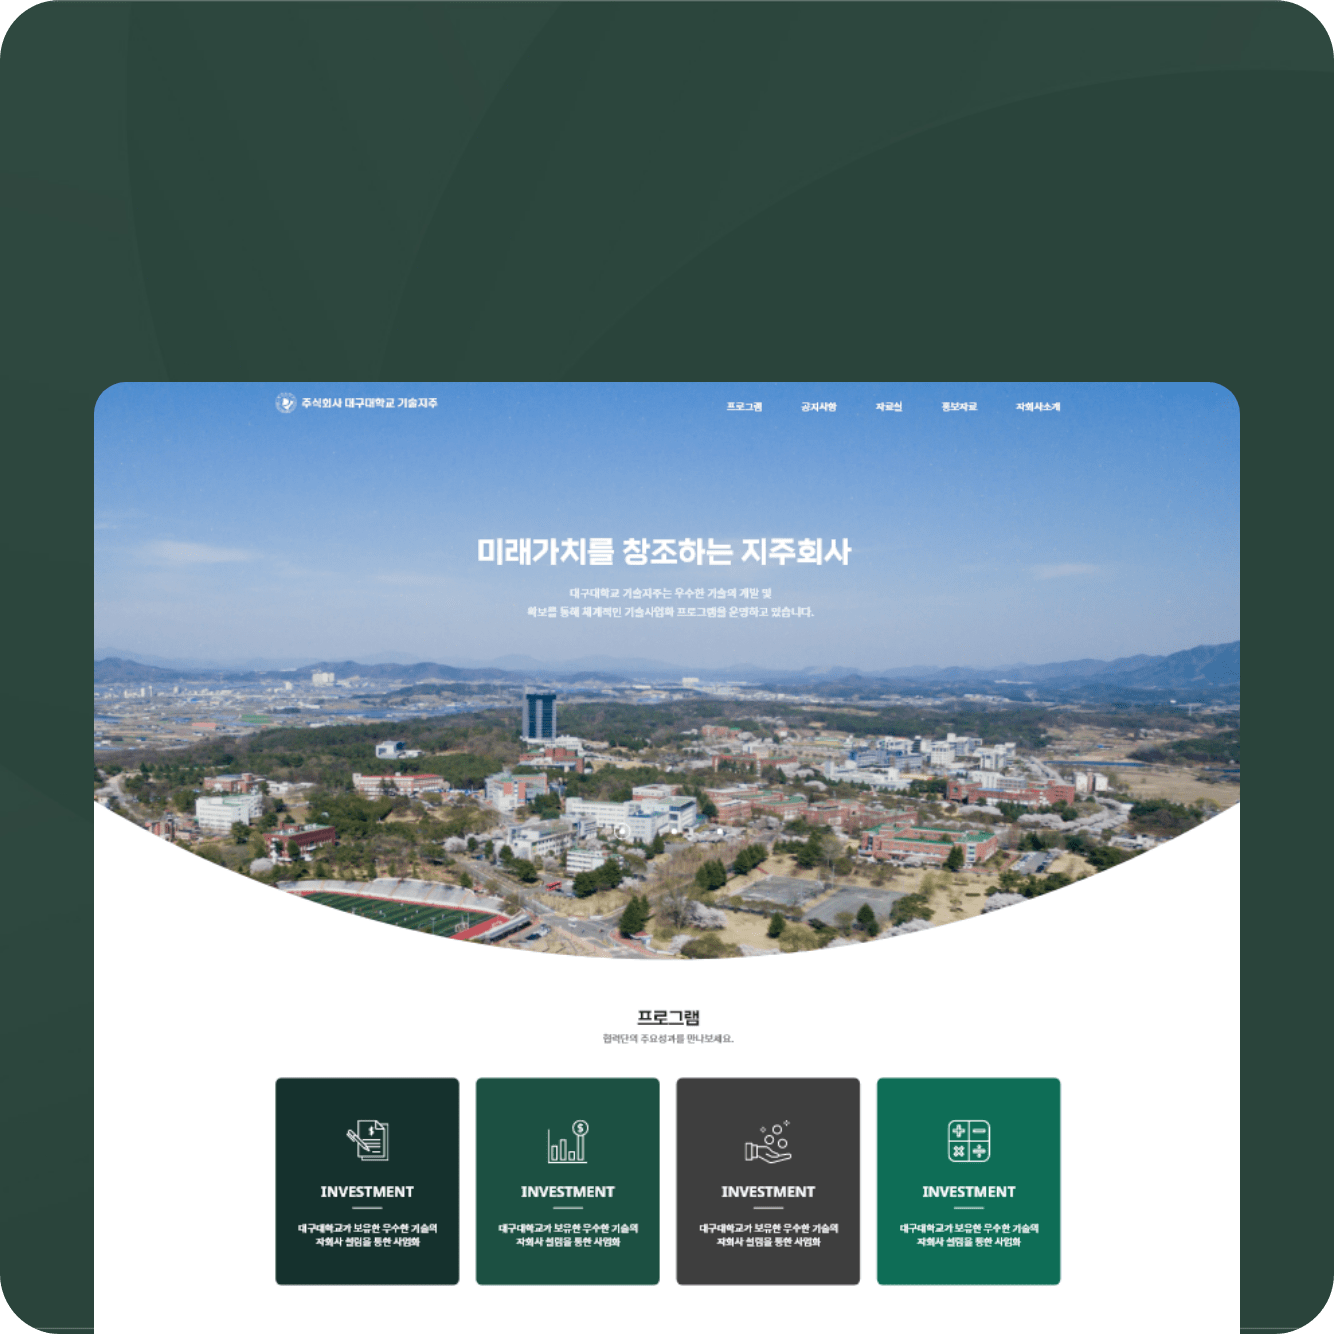 주식회사 대구대학교 기술지주
프로그램 공지사항 자료실 홍보자료 자회사소개
미래가치를 창조하는 지주회사
대구대학교 기술지주는 우수한 기술의 개발 및
확보를 통해 체계적인 기술사업화 프로그램을 운영하고 있습니다.
프로그램
협력단의 주요성과를 만나보세요.
INVESTMENT
대구대학교가 보유한 우수한 기술의
자회사 설립을 통한 사업화
INVESTMENT
대구대학교가 보유한 우수한 기술의
자회사 설립을 통한 사업화
INVESTMENT
대구대학교가 보유한 우수한 기술의
자회사 설립을 통한 사업화
INVESTMENT
대구대학교가 보유한 우수한 기술의
자회사 설립을 통한 사업화